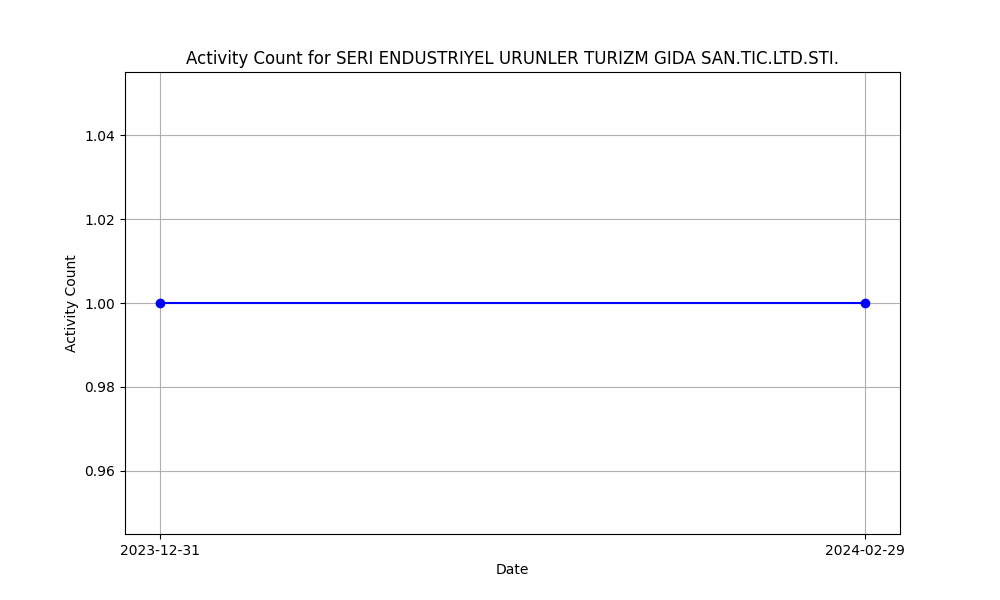 Activity Count for SERI ENDUSTRIYEL URUNLER TURIZM GIDA SAN.TIC.LTD.STI.
1.04
1.02
1.00
0.98
0.96
Activity Count
2023-12-31 2024-02-29
Date